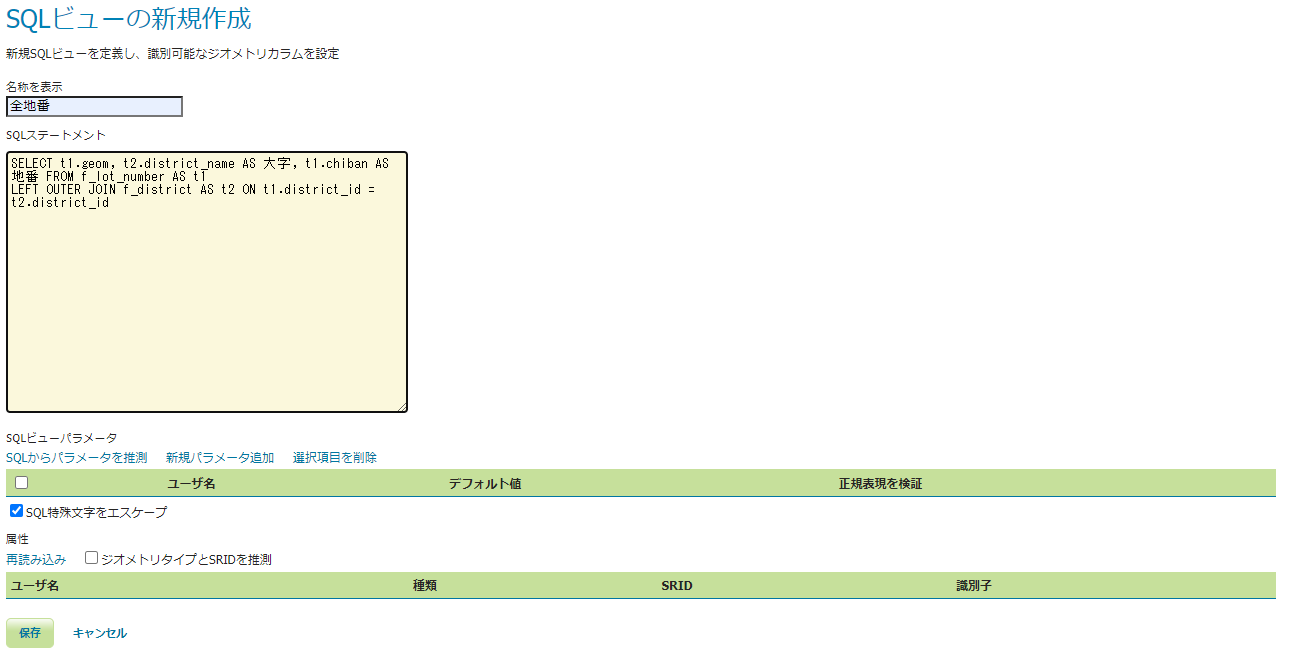 SQLビューの新規作成
新規SQLビューを定義し、識別可能なジオメトリカラムを設定
名称を表示
全地番
SQLステートメント
SELECT t1.geom, t2.district_name AS 大字, t1.chiban AS
地番 FROM f_lot_number AS t1
LEFT OUTER JOIN f_district AS t2 ON t1.district_id =
t2.district_id
SQLビューパラメータ
SQLからパラメータを推測 新規パラメータ追加 選択項目を削除
ユーザ名 デフォルト値 正規表現を検証
SQL特殊文字をエスケープ
属性
再読み込み ジオメトリタイプとSRIDを推測
ユーザ名 種類 SRID 識別子
保存 キャンセル